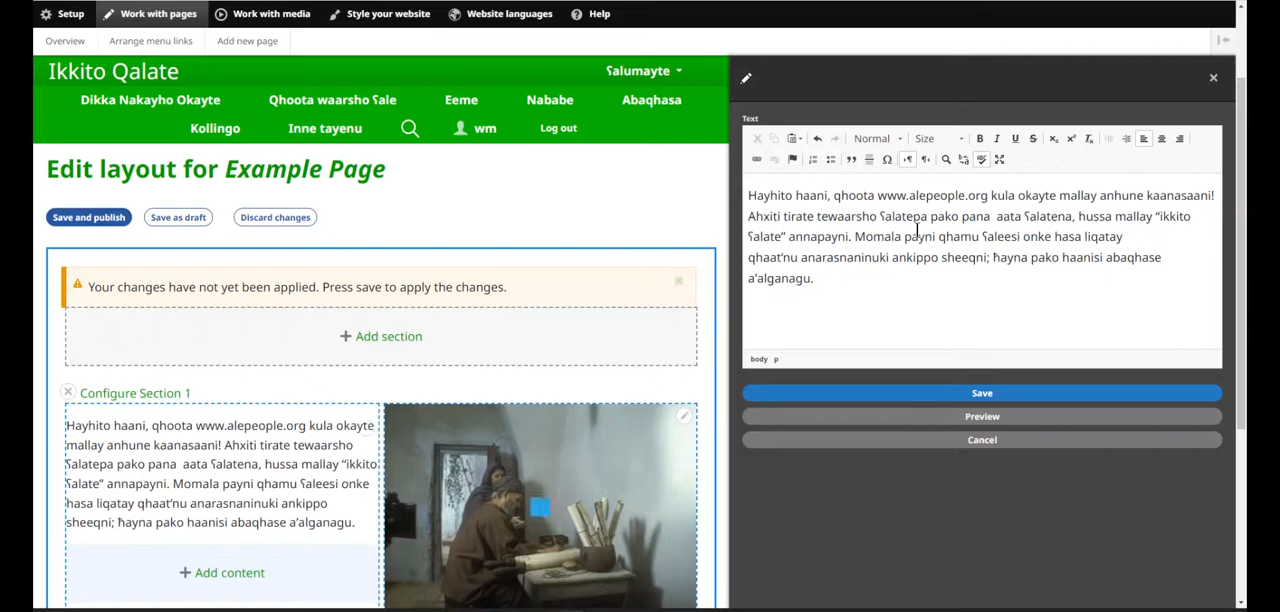 Setup Work with pages Work with media Style your website Website languages Help
Overview Arrange menu links Add new page
Ikkito Qalate ʕalumayte
Dikka Nakayho Okayte Qhoota waarsho ʕale Eeme Nababe Abaqhasa
Kollingo Inne tayenu wm Log out
Edit layout for Example Page
Save and publish Save as draft Discard changes
Your changes have not yet been applied. Press save to apply the changes.
+ Add section
Configure Section 1
Hayhito haani, qhoota www.alepeople.org kula okayte
mallay anhune kaanasaani! Ahxiti tirate tewaarsho
ʕalatepa pako pana  aata ʕalatena, hussa mallay “ikkito
ʕalate” annapayni. Momala payni qhamu ʕaleesi onke
hasa liqatay qhaat‘nu anarasnaninuki ankippo
sheeqni; ħayna pako haanisi abaqhase a’alganagu.
+ Add content
Text
Normal Size B I U S x₂ x² Tx
Hayhito haani, qhoota www.alepeople.org kula okayte mallay anhune kaanasaani!
Ahxiti tirate tewaarsho ʕalatepa pako pana  aata ʕalatena, hussa mallay “ikkito
ʕalate” annapayni. Momala payni qhamu ʕaleesi onke hasa liqatay
qhaat‘nu anarasnaninuki ankippo sheeqni; ħayna pako haanisi abaqhase
a’alganagu.
body p
Save
Preview
Cancel